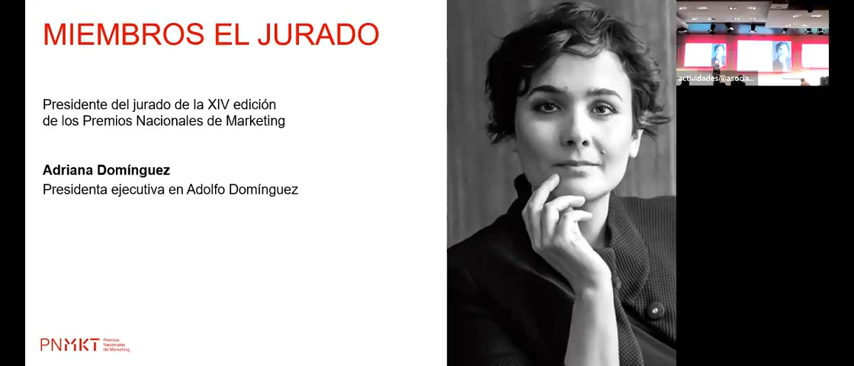 MIEMBROS EL JURADO
Presidente del jurado de la XIV edición
de los Premios Nacionales de Marketing
Adriana Domínguez
Presidenta ejecutiva en Adolfo Domínguez
PNMKT
Premios
Nacionales
de Marketing
actividades@asocia...